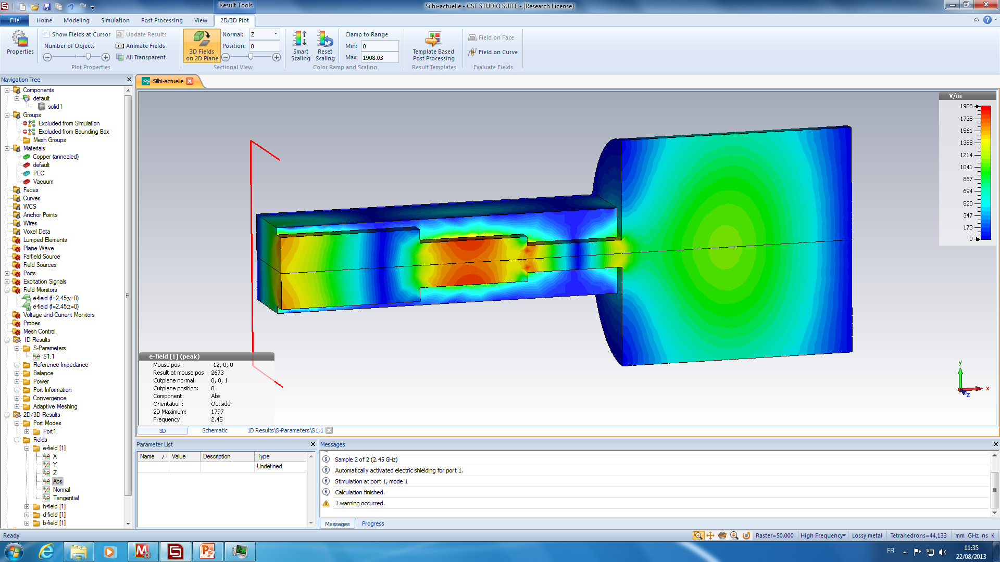 Result Tools
Silhi-actuelle - CST STUDIO SUITE - [Research License]
File Home Modeling Simulation Post Processing View 2D/3D Plot
Properties
Show Fields at Cursor
Number of Objects
Update Results
Animate Fields
All Transparent
Plot Properties
3D Fields
on 2D Plane
Normal: Z
Position: 0
Sectional View
Smart
Scaling
Reset
Scaling
Clamp to Range
Min: 0
Max: 1908.03
Color Ramp and Scaling
Template Based
Post Processing
Result Templates
Field on Face
Field on Curve
Evaluate Fields
Navigation Tree
Components
default
solid1
Groups
Excluded from Simulation
Excluded from Bounding Box
Mesh Groups
Materials
Copper (annealed)
default
PEC
Vacuum
Faces
Curves
WCS
Anchor Points
Wires
Voxel Data
Lumped Elements
Plane Wave
Farfield Source
Field Sources
Ports
Excitation Signals
Field Monitors
e-field (f=2.45;y=0)
e-field (f=2.45;z=0)
Voltage and Current Monitors
Probes
Mesh Control
1D Results
S-Parameters
S1,1
Reference Impedance
Balance
Power
Port Information
Convergence
Adaptive Meshing
2D/3D Results
Port Modes
Port1
Fields
e-field [1]
X
Y
Z
Abs
Normal
Tangential
h-field [1]
d-field [1]
b-field [1]
Silhi-actuelle
V/m
1908
1735
1561
1388
1214
1041
867
694
520
347
173
0
y
x
z
e-field [1] (peak)
Mouse pos.: -12, 0, 0
Result at mouse pos.: 2673
Cutplane normal: 0, 0, 1
Cutplane position: 0
Component: Abs
Orientation: Outside
2D Maximum: 1797
Frequency: 2.45
3D Schematic 1D Results\S-Parameters\S1,1
Parameter List
Name / Value Description Type
Undefined
Messages
Sample 2 of 2 (2.45 GHz)
Automatically activated electric shielding for port 1.
Stimulation at port 1, mode 1
Calculation finished.
1 warning occurred.
Messages Progress
Ready
Raster=50.000 High Frequency Lossy metal Tetrahedrons=44,133 mm GHz ns K
FR
11:35
22/08/2013